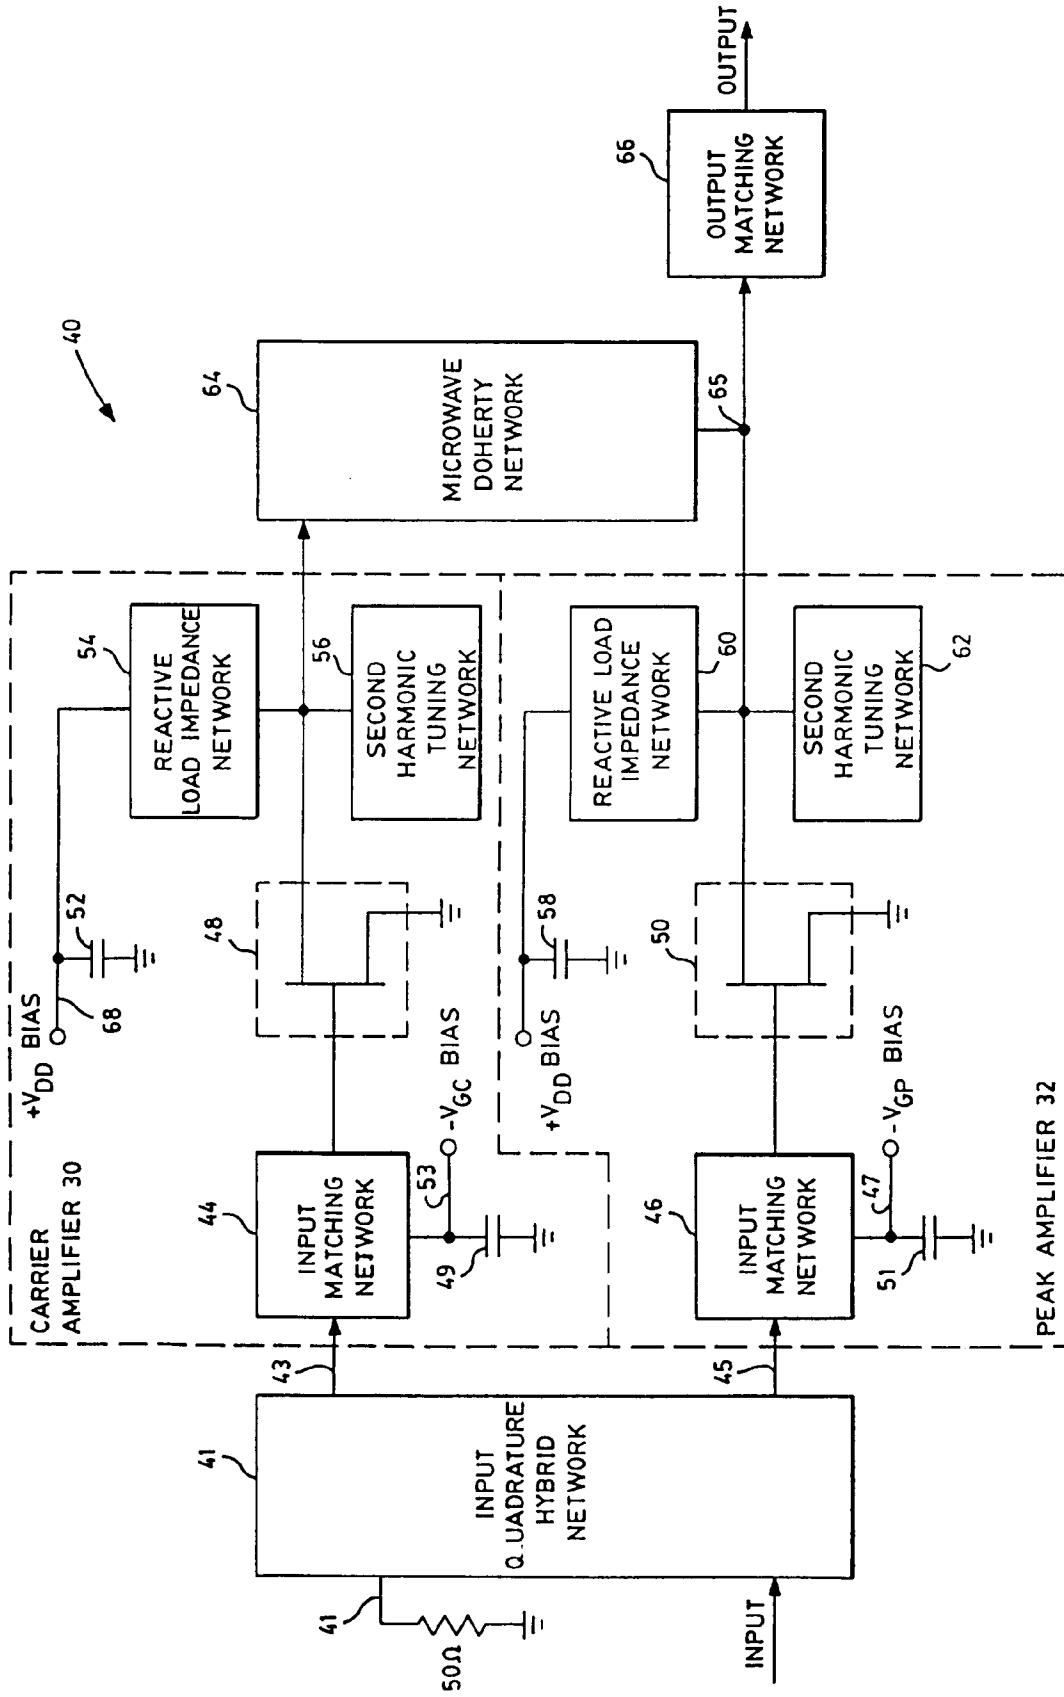 40
CARRIER
AMPLIFIER 30
+VDD BIAS
68
52
54
REACTIVE
LOAD IMPEDANCE
NETWORK
41
INPUT
QUADRATURE
HYBRID
NETWORK
41
50Ω
INPUT
43
45
44
INPUT
MATCHING
NETWORK
53
-VGC BIAS
49
48
56
SECOND
HARMONIC
TUNING
NETWORK
64
MICROWAVE
DOHERTY
NETWORK
65
66
OUTPUT
MATCHING
NETWORK
OUTPUT
+VDD BIAS
58
REACTIVE LOAD
IMPEDANCE
NETWORK
60
46
INPUT
MATCHING
NETWORK
47
-VGP BIAS
51
50
SECOND
HARMONIC
TUNING
NETWORK
62
PEAK AMPLIFIER 32